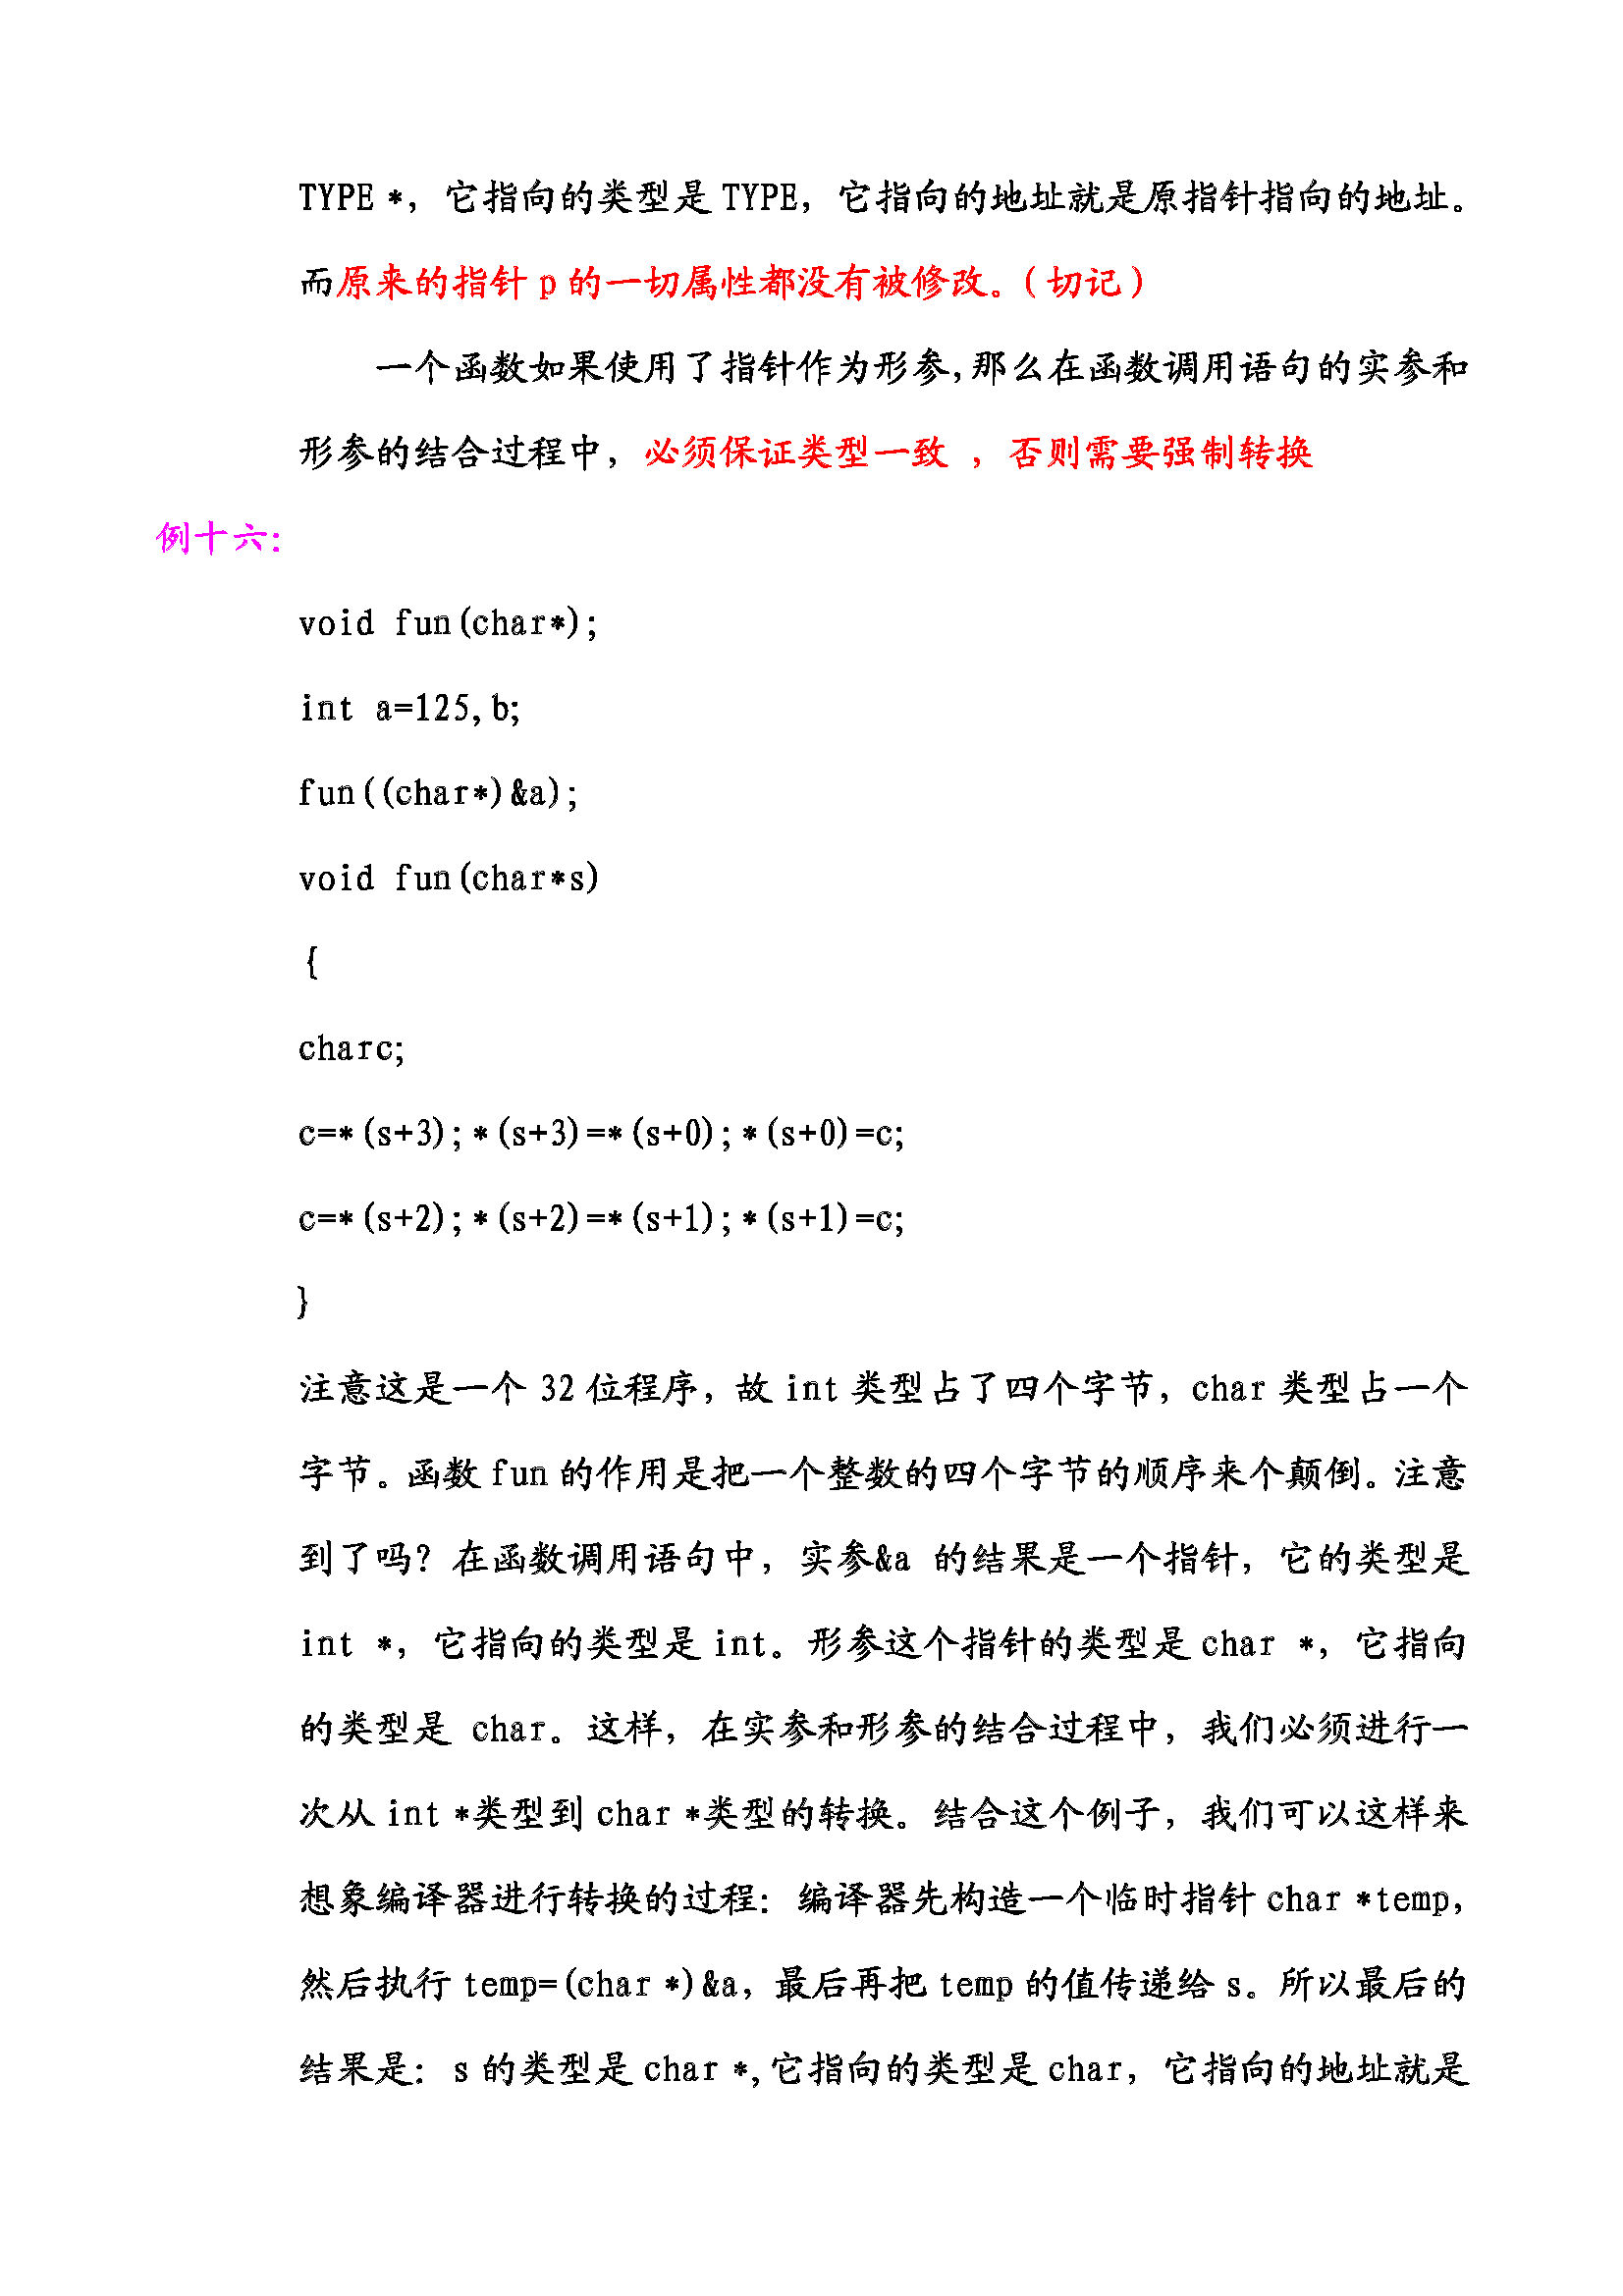 TYPE *，它指向的类型是 TYPE，它指向的地址就是原指针指向的地址。
而原来的指针 p 的一切属性都没有被修改。（切记）
一个函数如果使用了指针作为形参，那么在函数调用语句的实参和
形参的结合过程中，必须保证类型一致 ，否则需要强制转换
例十六：
void fun(char*);
int a=125,b;
fun((char*)&a);
void fun(char*s)
{
charc;
c=*(s+3);*(s+3)=*(s+0);*(s+0)=c;
c=*(s+2);*(s+2)=*(s+1);*(s+1)=c;
}
注意这是一个 32 位程序，故 int 类型占了四个字节，char 类型占一个
字节。函数 fun 的作用是把一个整数的四个字节的顺序来个颠倒。注意
到了吗？在函数调用语句中，实参&a 的结果是一个指针，它的类型是
int *，它指向的类型是 int。形参这个指针的类型是 char *，它指向
的类型是 char。这样，在实参和形参的结合过程中，我们必须进行一
次从 int *类型到 char *类型的转换。结合这个例子，我们可以这样来
想象编译器进行转换的过程：编译器先构造一个临时指针 char *temp，
然后执行 temp=(char *)&a，最后再把 temp 的值传递给 s。所以最后的
结果是：s 的类型是 char *,它指向的类型是 char，它指向的地址就是